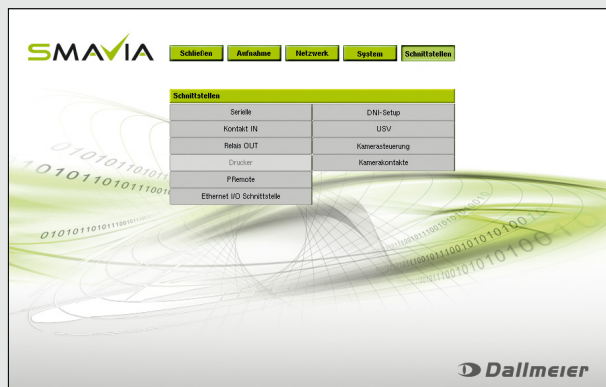 SMAVIA
Schließen Aufnahme Netzwerk System Schnittstellen
Schnittstellen
Serielle DNI-Setup
Kontakt IN USV
Relais OUT Kamerasteuerung
Drucker Kamerakontakte
PRemote
Ethernet I/O Schnittstelle
Dallmeier